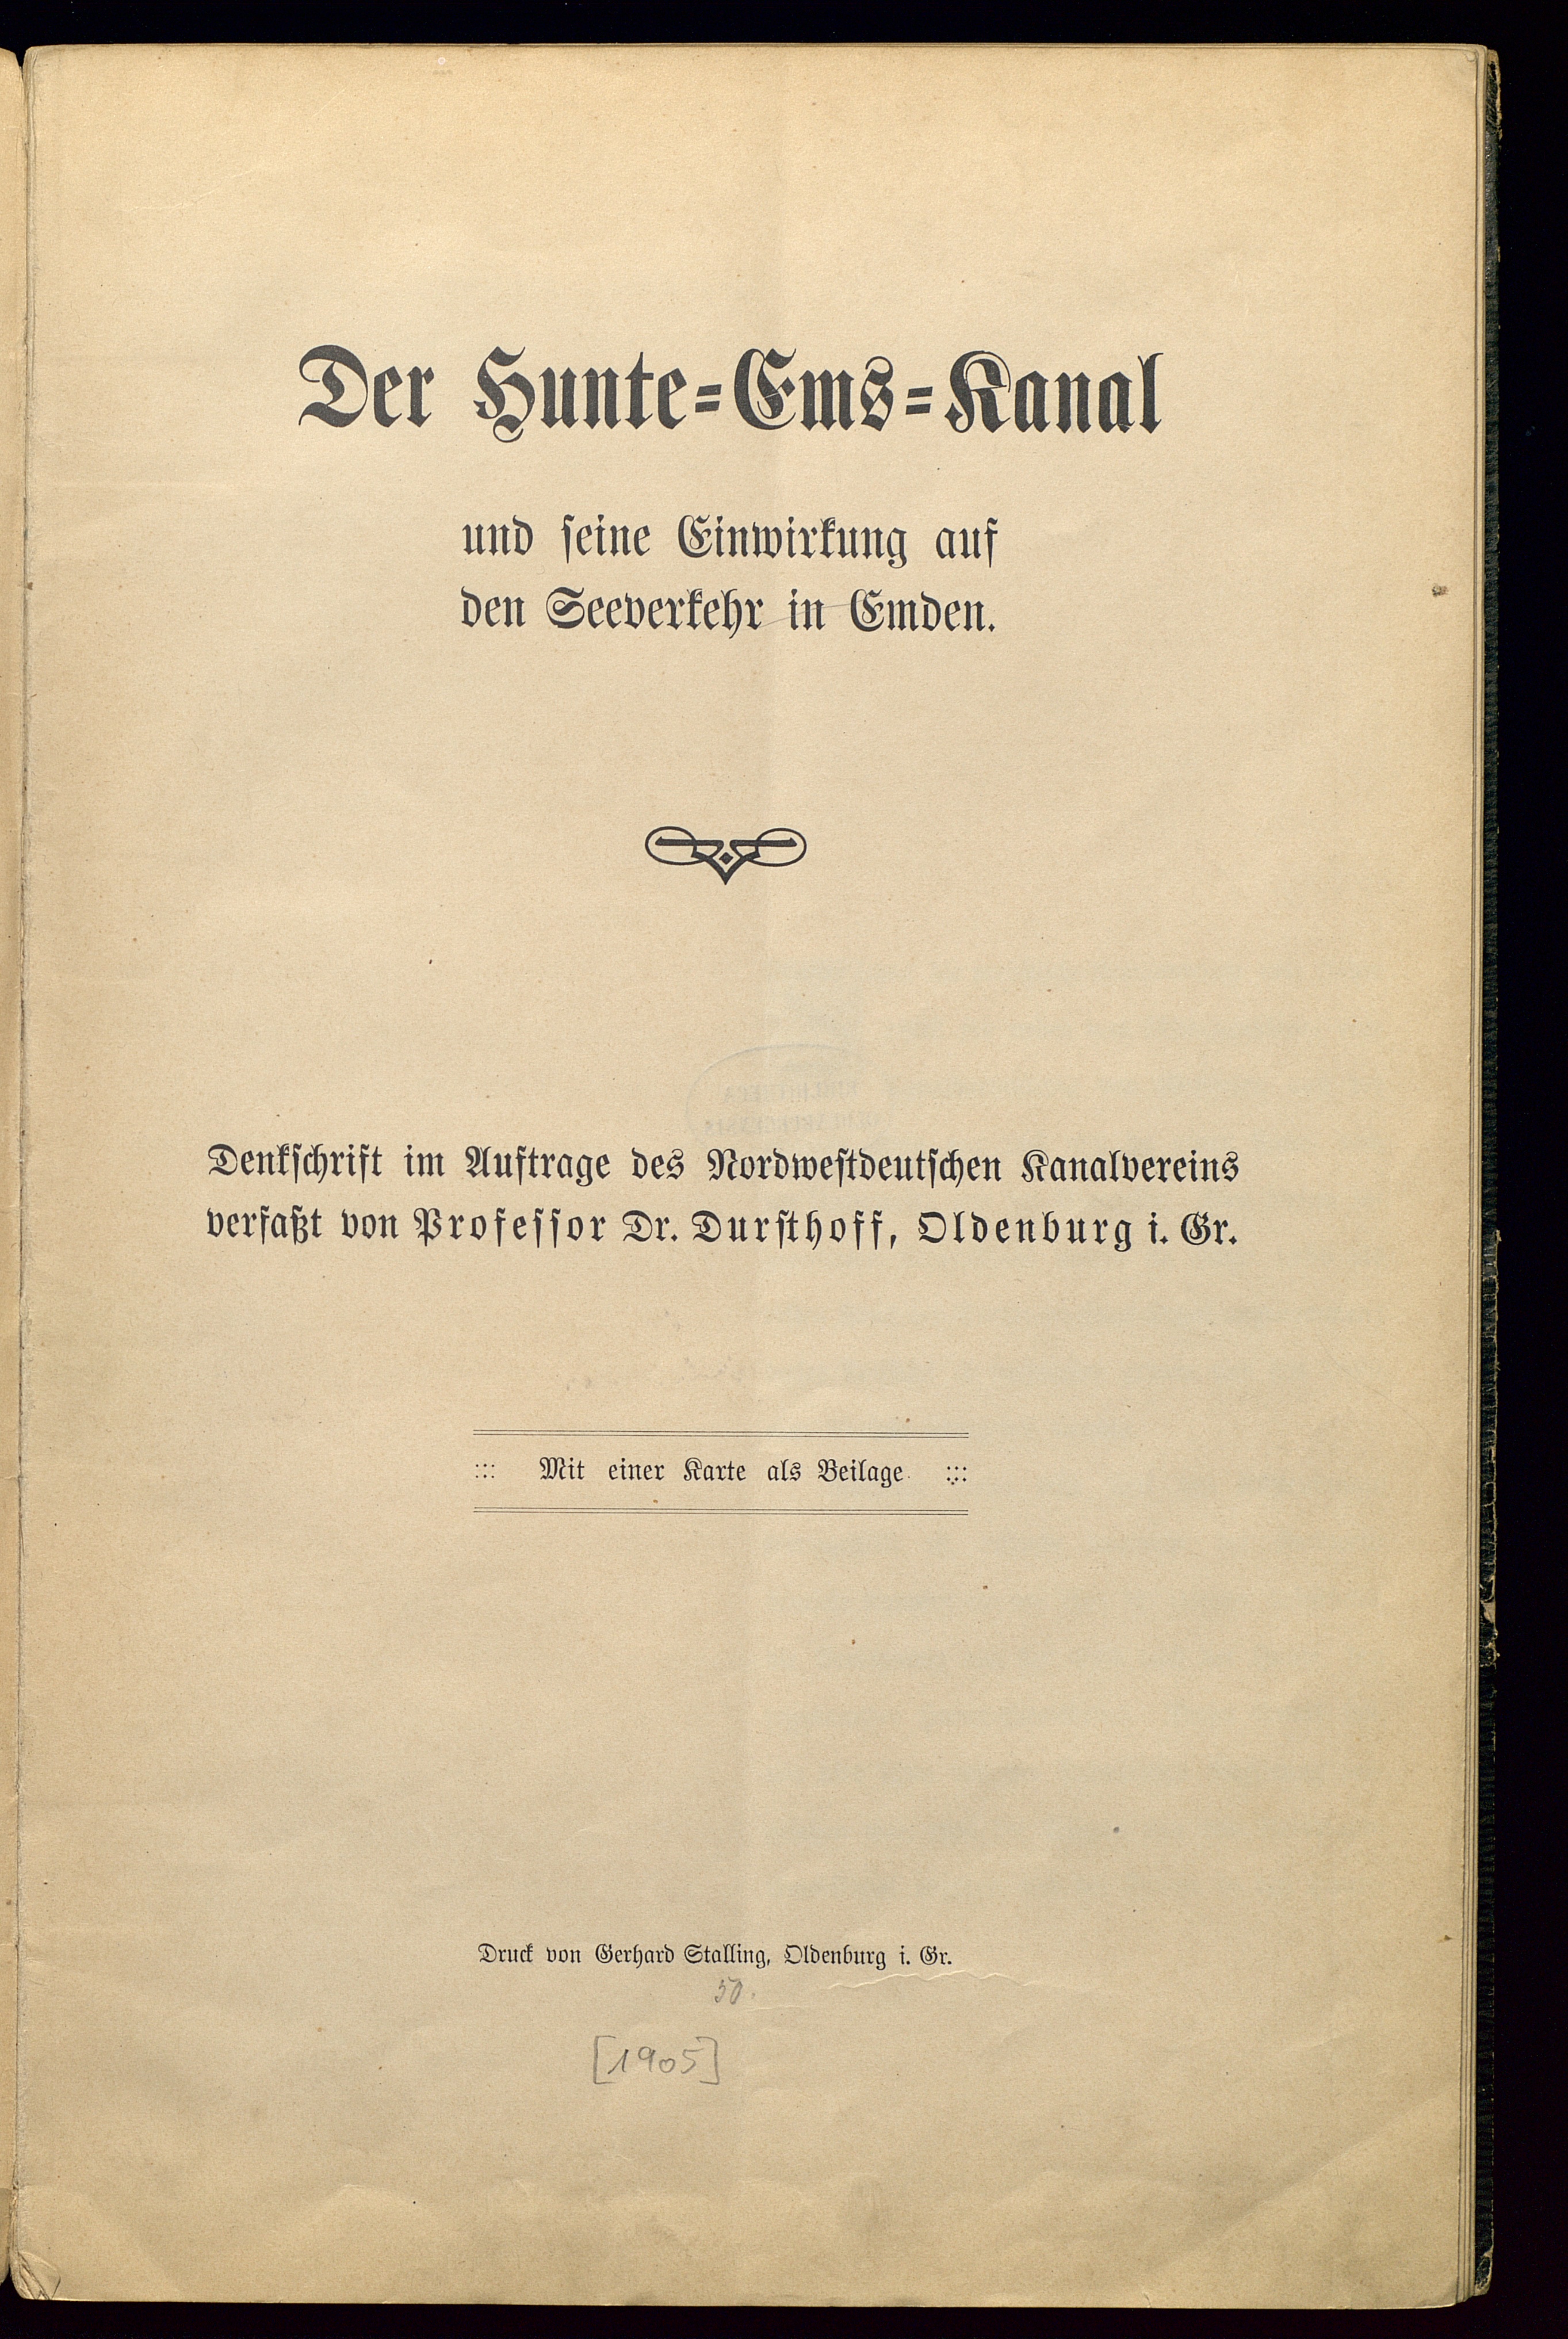 Der Hunte-Ems-Kanal
und seine Einwirkung auf
den Seeverkehr in Emden.
Denkschrift im Auftrage des Nordwestdeutschen Kanalvereins
verfaßt von Professor Dr. Dursthoff, Oldenburg i. Gr.
Mit einer Karte als Beilage
Druck von Gerhard Stalling, Oldenburg i. Gr.
50.
[1905]